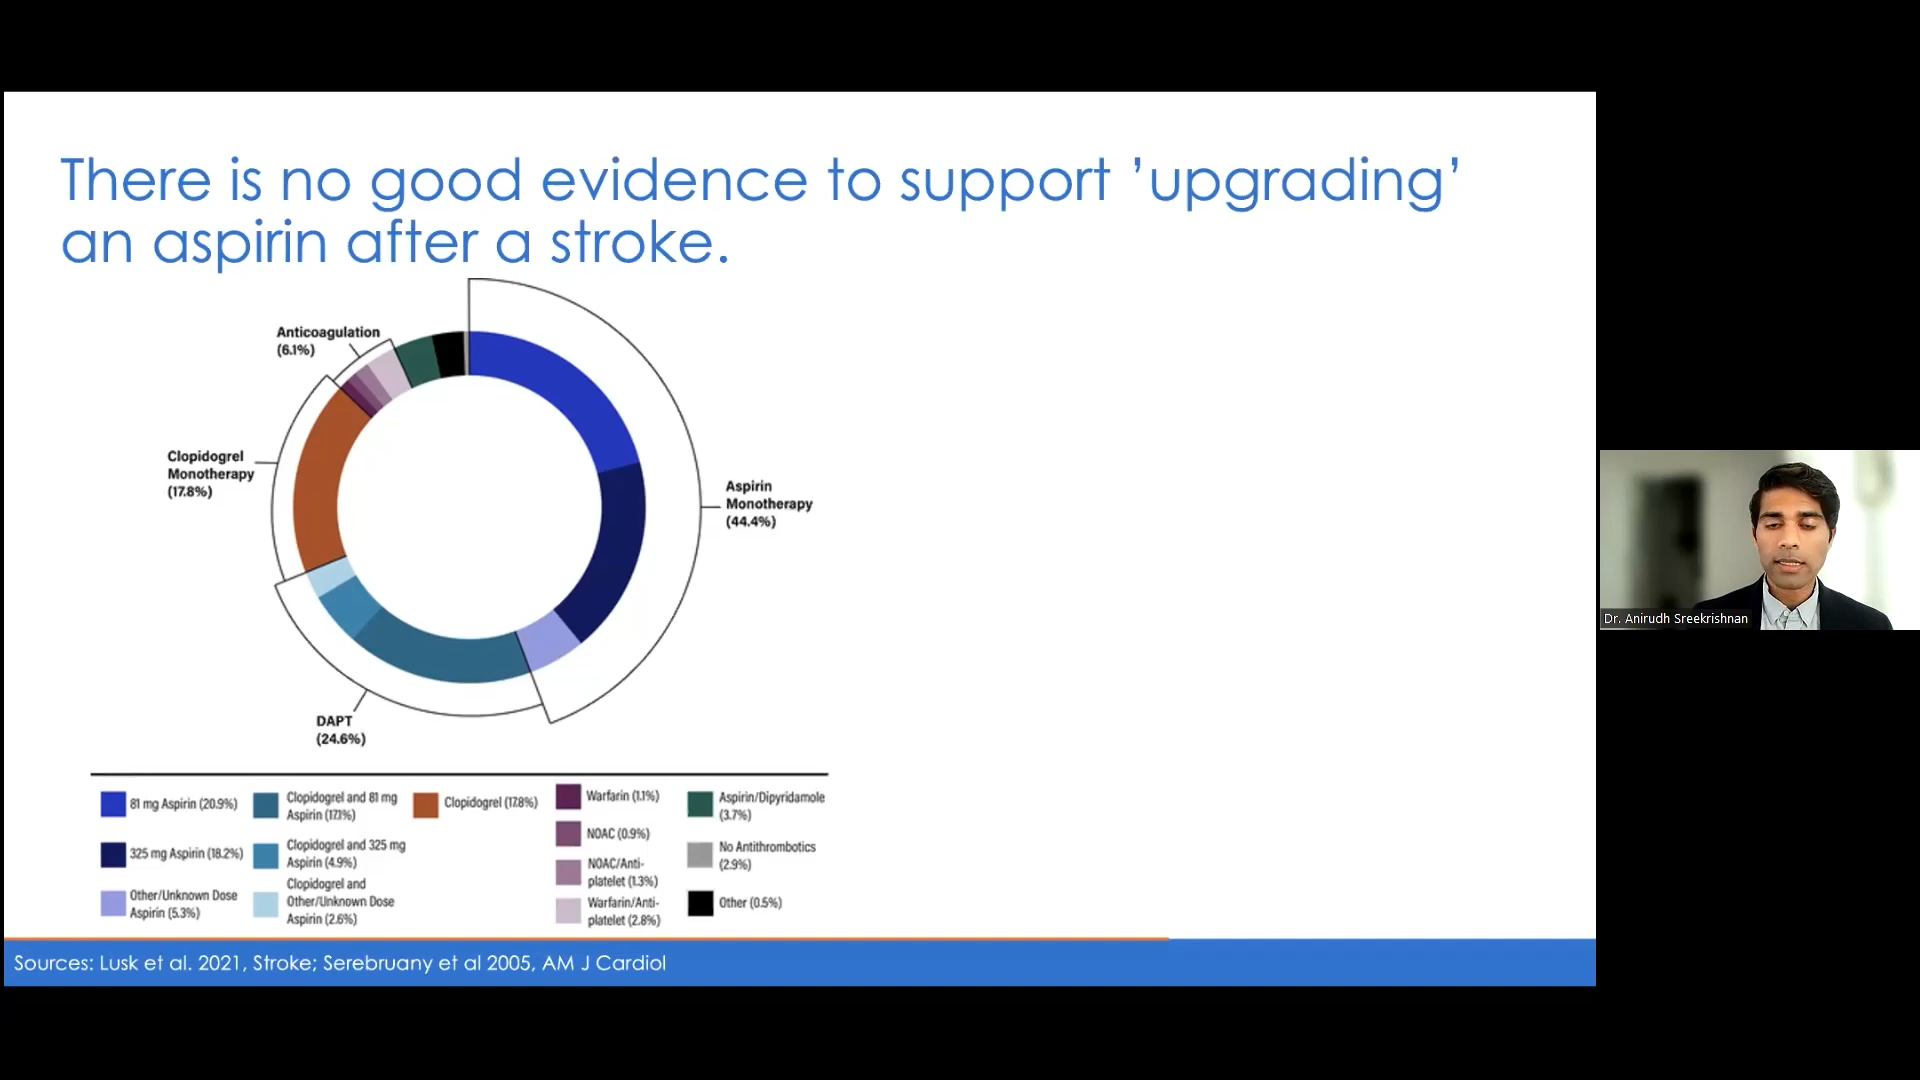 There is no good evidence to support ’upgrading’
an aspirin after a stroke.
Anticoagulation
(6.1%)
Clopidogrel
Monotherapy
(17.8%)
Aspirin
Monotherapy
(44.4%)
DAPT
(24.6%)
81 mg Aspirin (20.9%)
325 mg Aspirin (18.2%)
Other/Unknown Dose
Aspirin (5.3%)
Clopidogrel and 81 mg
Aspirin (17.1%)
Clopidogrel and 325 mg
Aspirin (4.9%)
Clopidogrel and
Other/Unknown Dose
Aspirin (2.6%)
Clopidogrel (17.8%)
Warfarin (1.1%)
NOAC (0.9%)
NOAC/Anti-
platelet (1.3%)
Warfarin/Anti-
platelet (2.8%)
Aspirin/Dipyridamole
(3.7%)
No Antithrombotics
(2.9%)
Other (0.5%)
Sources: Lusk et al. 2021, Stroke; Serebruany et al 2005, AM J Cardiol
Dr. Anirudh Sreekrishnan